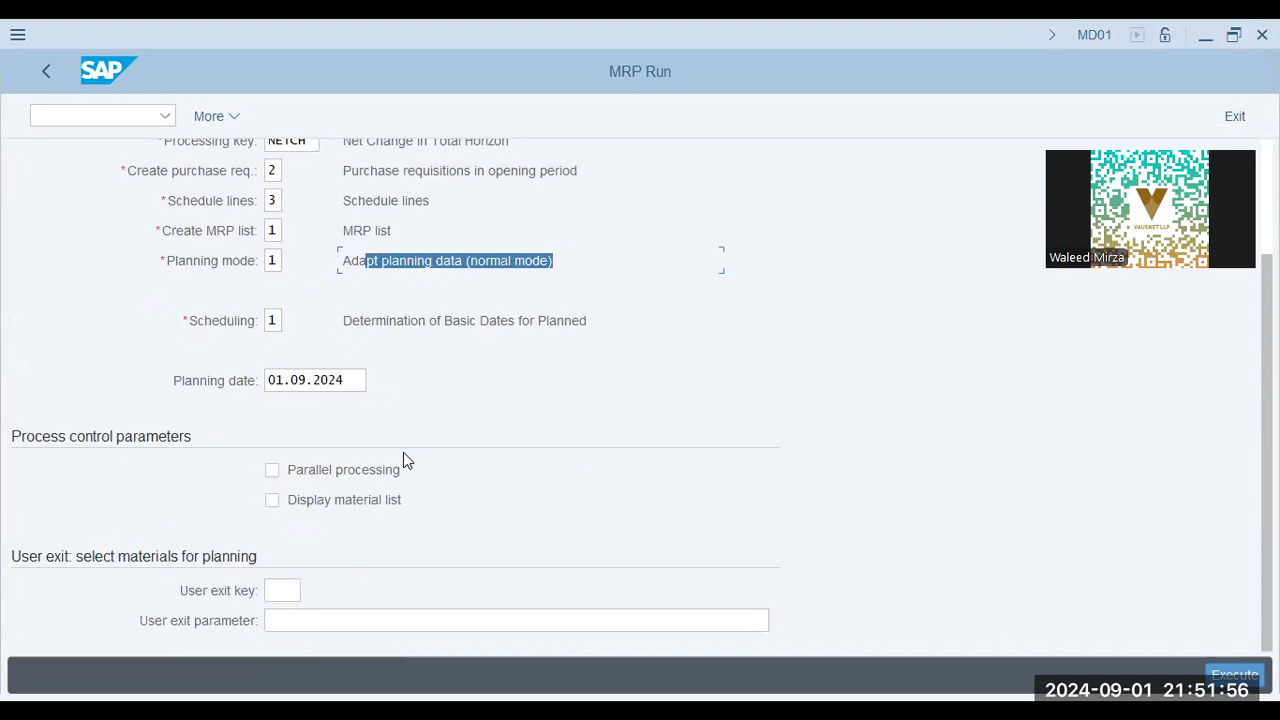 MD01
SAP
MRP Run
More
Exit
*Processing key: NETCH Net Change in Total Horizon
*Create purchase req.: 2 Purchase requisitions in opening period
*Schedule lines: 3 Schedule lines
*Create MRP list: 1 MRP list
*Planning mode: 1 Adapt planning data (normal mode)
*Scheduling: 1 Determination of Basic Dates for Planned
Planning date: 01.09.2024
Process control parameters
Parallel processing
Display material list
User exit: select materials for planning
User exit key:
User exit parameter:
VAUSNET LLP
Waleed Mirza
Execute
2024-09-01 21:51:56